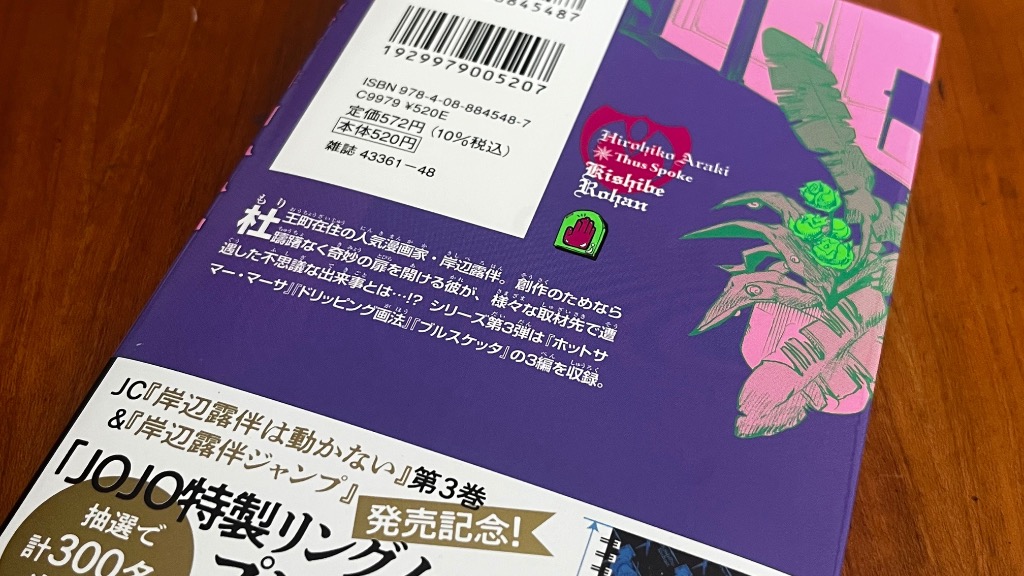 845487
1929979005207
ISBN 978-4-08-884548-7
C9979 ¥520E
定価572円 (10%税込)
本体520円
雑誌 43361-48
Hirohiko Araki
Thus Spoke
Kishibe
Rohan
杜王町在住の人気漫画家・岸辺露伴。創作のためなら
躊躇なく奇妙の扉を開ける彼が、様々な取材先で遭
遇した不思議な出来事とは…!? シリーズ第3弾は『ホットサ
マー・マーサ』『ドリッピング画法』『ブルスケッタ』の3編を収録。
JC『岸辺露伴は動かない』第3巻
&『岸辺露伴ジャンプ』発売記念!
「JOJO特製リング
抽選で
計300名